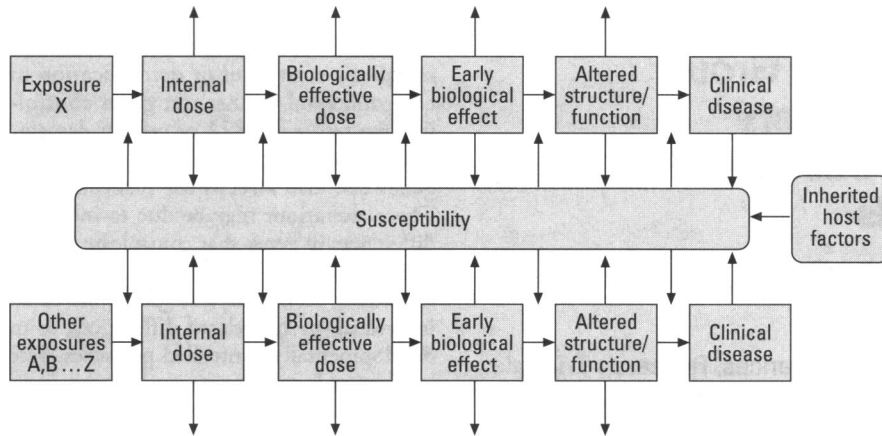 Exposure
X
Internal
dose
Biologically
effective
dose
Early
biological
effect
Altered
structure/
function
Clinical
disease
Susceptibility
Inherited
host
factors
Other
exposures
A,B ... Z
Internal
dose
Biologically
effective
dose
Early
biological
effect
Altered
structure/
function
Clinical
disease